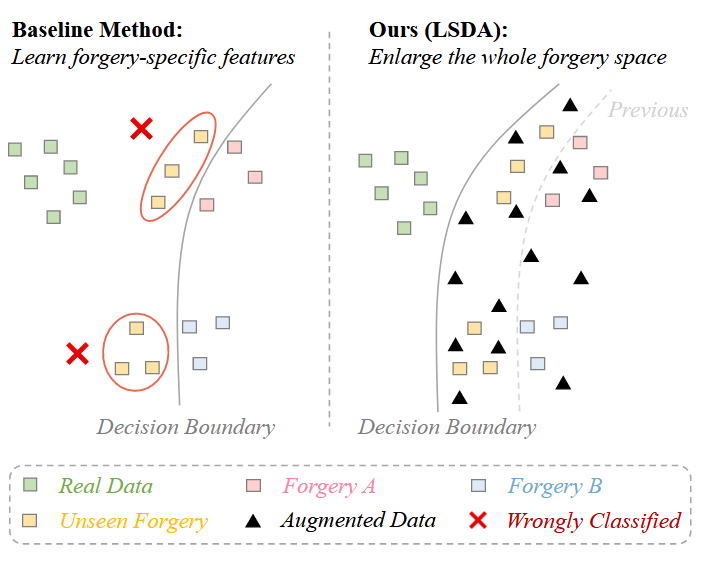 Baseline Method:
Learn forgery-specific features
Ours (LSDA):
Enlarge the whole forgery space
Previous
Decision Boundary
Decision Boundary
Real Data
Forgery A
Forgery B
Unseen Forgery
Augmented Data
Wrongly Classified